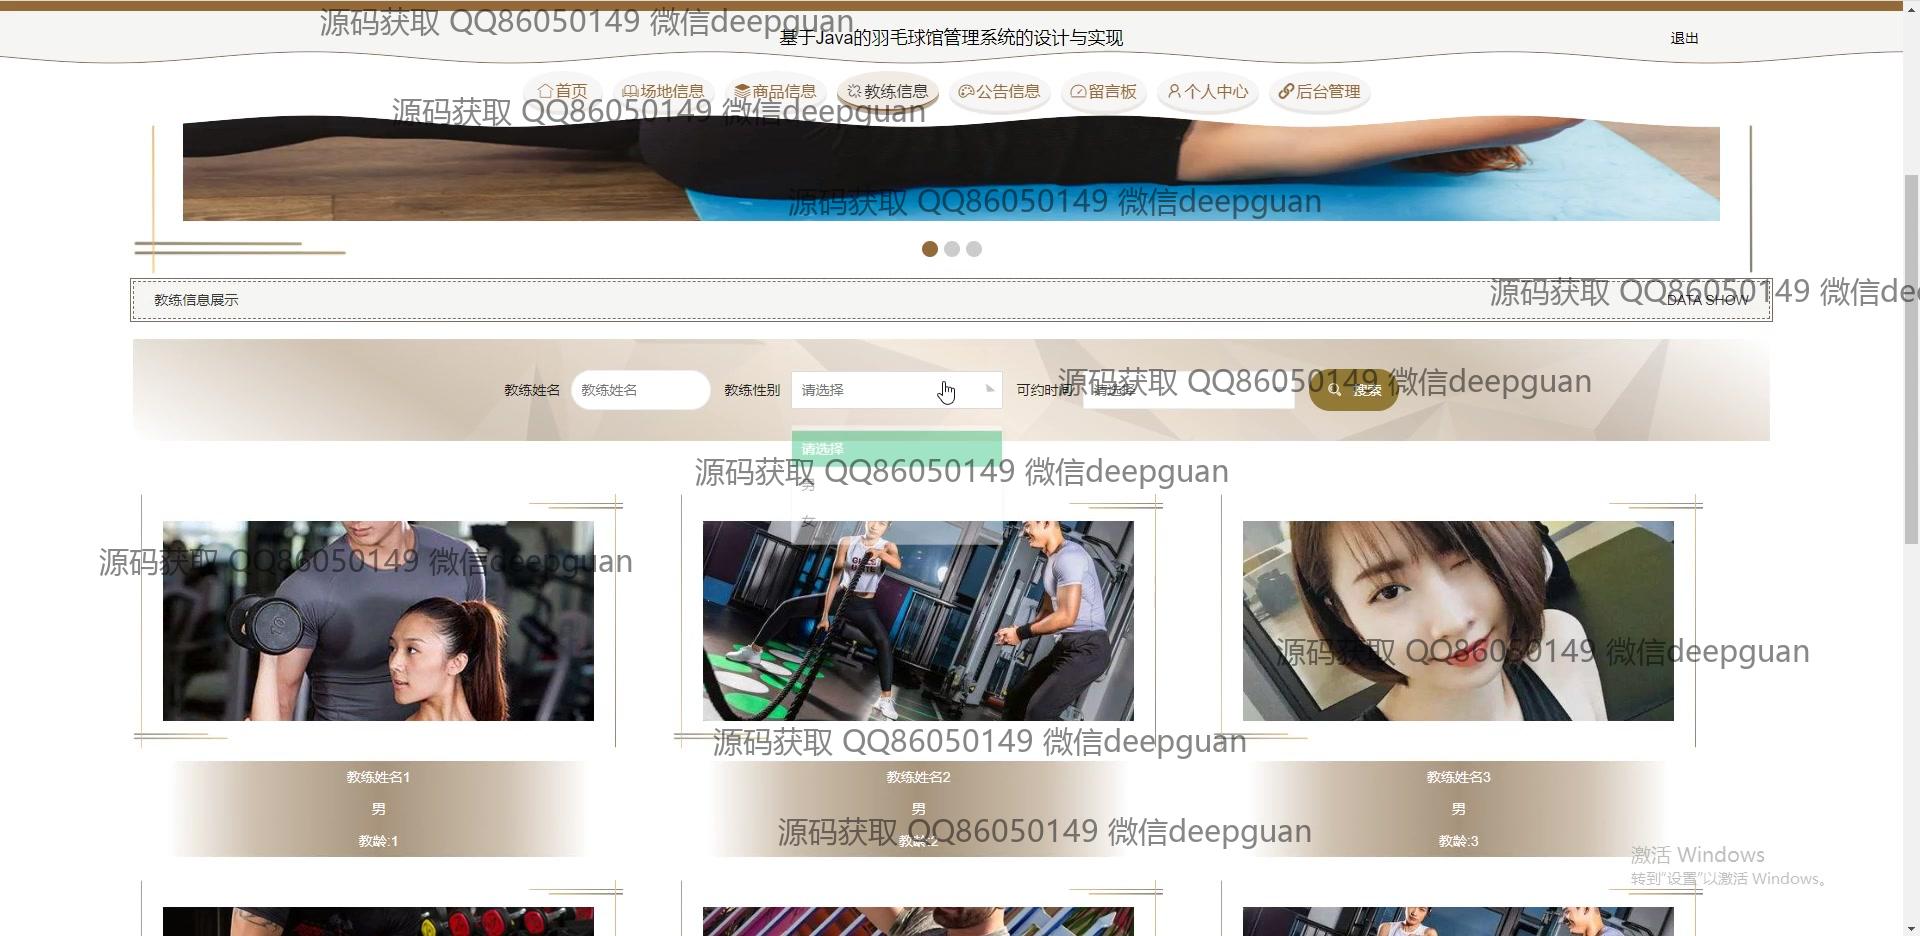 源码获取 QQ86050149 微信deepguan
基于Java的羽毛球馆管理系统的设计与实现
退出
首页
场地信息
商品信息
教练信息
公告信息
留言板
个人中心
后台管理
源码获取 QQ86050149 微信deepguan
源码获取 QQ86050149 微信deepguan
教练信息展示
DATA SHOW
源码获取 QQ86050149 微信de
教练姓名
教练姓名
教练性别
请选择
可约时间
请选择
搜索
源码获取 QQ86050149 微信deepguan
请选择
男
女
源码获取 QQ86050149 微信deepguan
源码获取 QQ86050149 微信deepguan
源码获取 QQ86050149 微信deepguan
源码获取 QQ86050149 微信deepguan
教练姓名1
男
教龄:1
教练姓名2
男
教龄:2
教练姓名3
男
教龄:3
源码获取 QQ86050149 微信deepguan
激活 Windows
转到"设置"以激活 Windows。